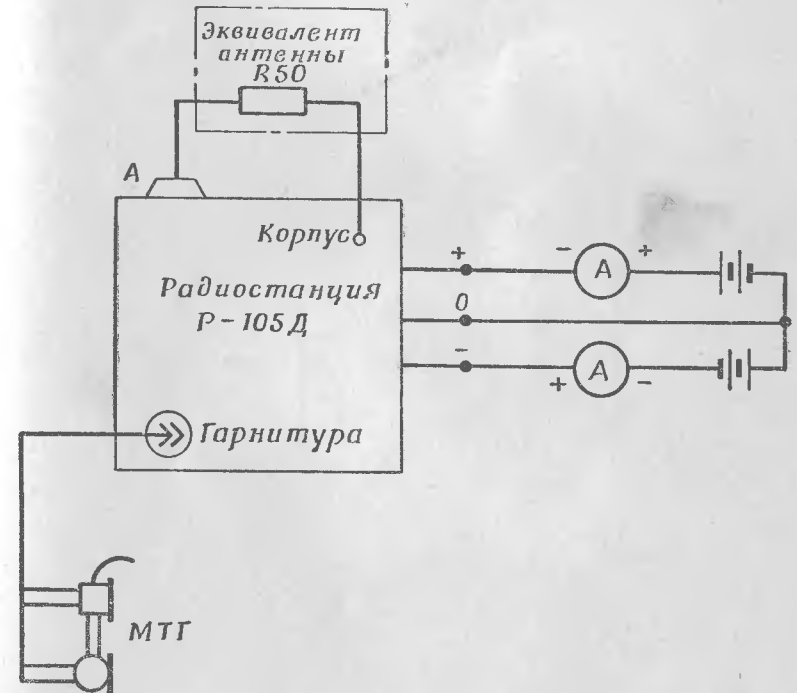 Эквивалент
антенны
R50
А
Корпус
Радиостанция
Р-105Д
Гарнитура
+
- А +
0
-
+ А -
МТГ